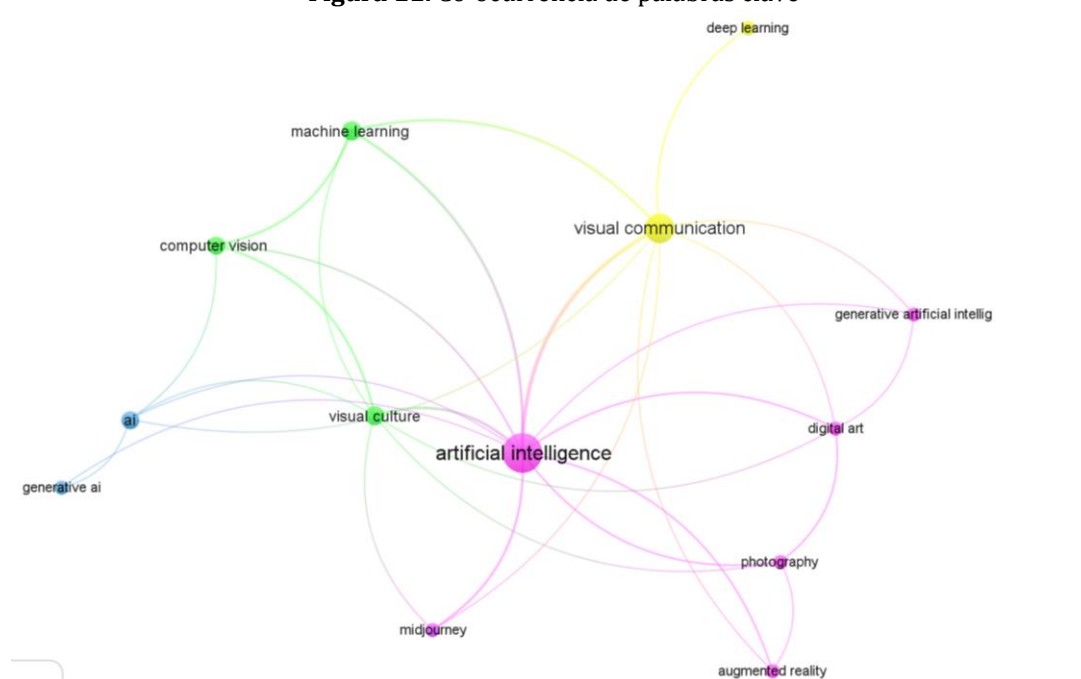 deep learning
machine learning
visual communication
computer vision
generative artificial intellig
visual culture
ai
digital art
artificial intelligence
generative ai
photography
midjourney
augmented reality